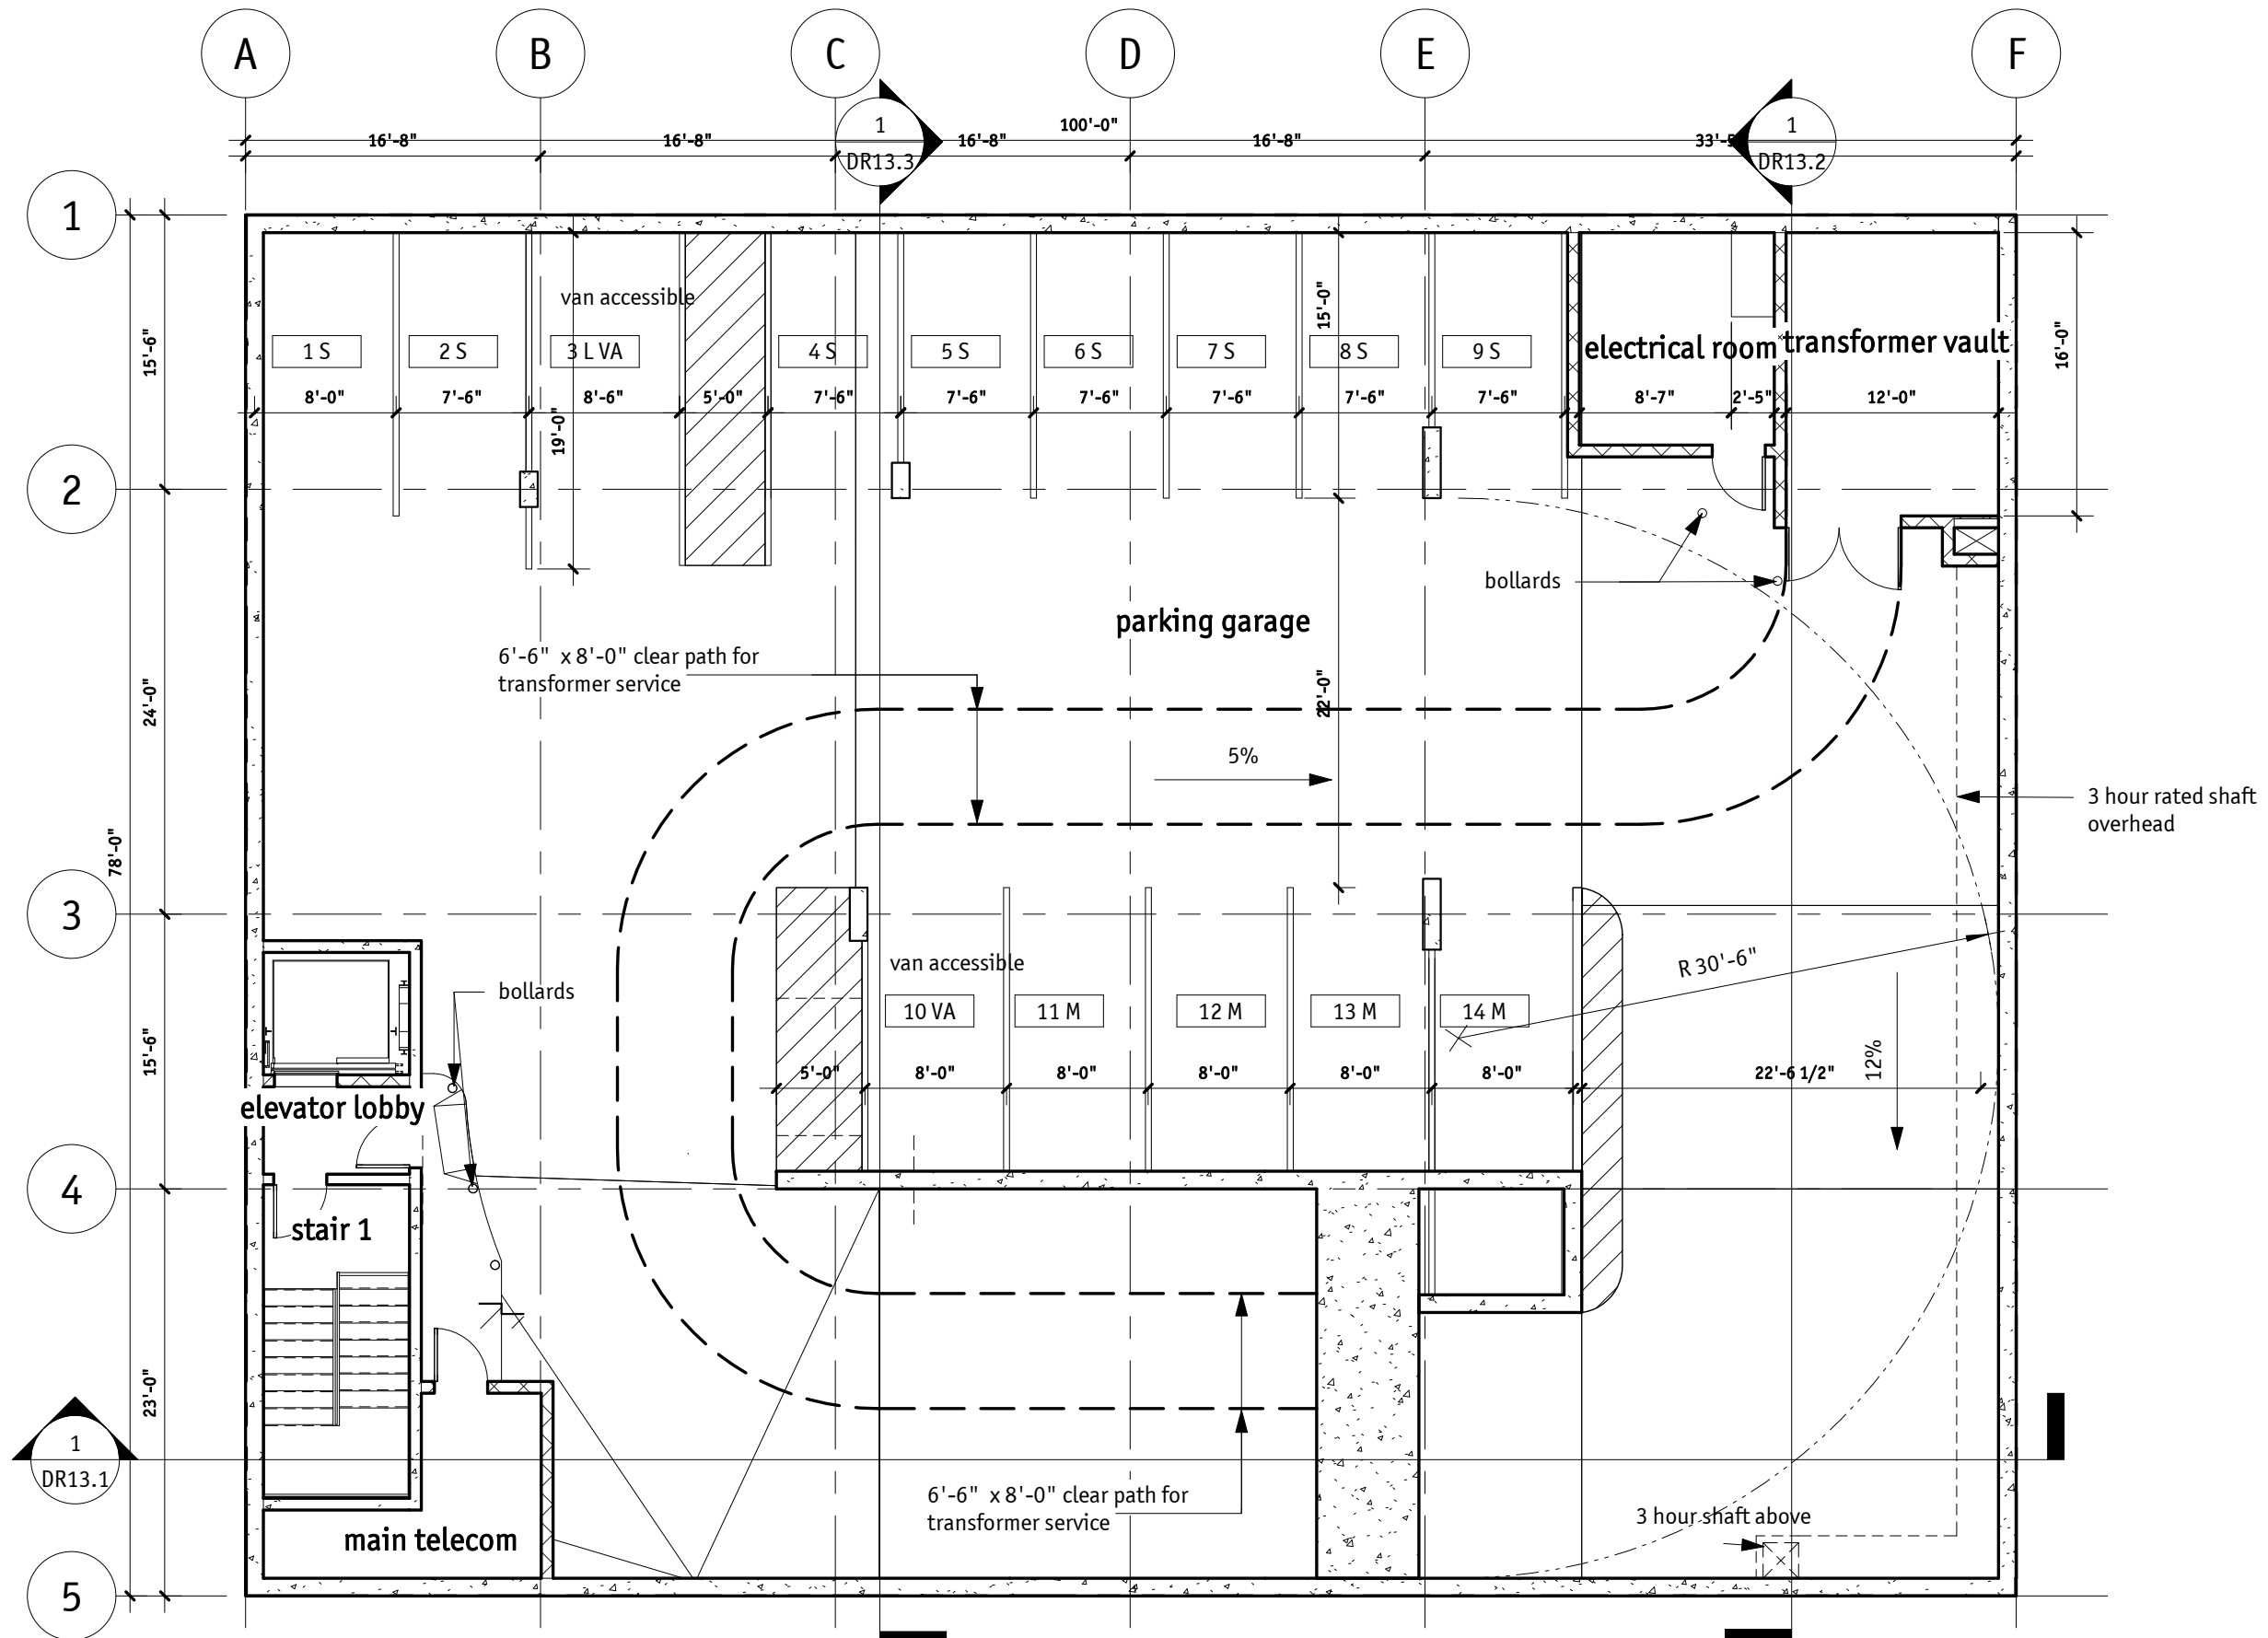 A B C D E F
1 1
100'-0"
16'-8" 16'-8" 16'-8" 16'-8"
DR13.3 DR13.2
1
van accessible
15'-0"
15'-6"
1 S 2 S 3 L VA 4 S 5 S 6 S 7 S 8 S 9 S
electrical room transformer vault
16'-0"
8'-0" 7'-6" 8'-6" 5'-0" 7'-6" 7'-6" 7'-6" 7'-6" 7'-6" 7'-6" 8'-7" 2'-5" 12'-0"
19'-0"
2
bollards
parking garage
6'-6" x 8'-0" clear path for
transformer service
24'-0"
22'-0"
5%
3 hour rated shaft
overhead
78'-0"
3
van accessible
R 30'-6"
bollards
10 VA 11 M 12 M 13 M 14 M
15'-6"
5'-0" 8'-0" 8'-0" 8'-0" 8'-0" 8'-0" 22'-6 1/2"
12%
elevator lobby
4
stair 1
23'-0"
1
DR13.1
6'-6" x 8'-0" clear path for
transformer service
3 hour shaft above
main telecom
5